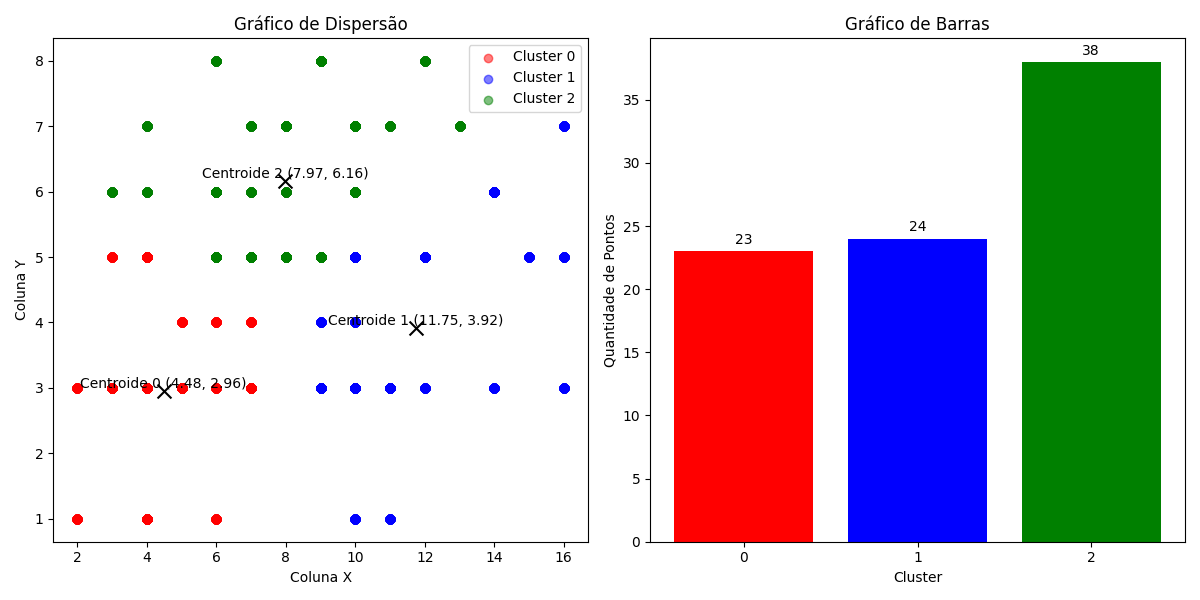 Gráfico de Dispersão
8
7
6
5
4
3
2
1
Coluna Y
Cluster 0
Cluster 1
Cluster 2
Centroide 2 (7.97, 6.16)
Centroide 1 (11.75, 3.92)
Centroide 0 (4.48, 2.96)
2 4 6 8 10 12 14 16
Coluna X
Gráfico de Barras
35
30
25
20
15
10
5
0
Quantidade de Pontos
23
24
38
0 1 2
Cluster